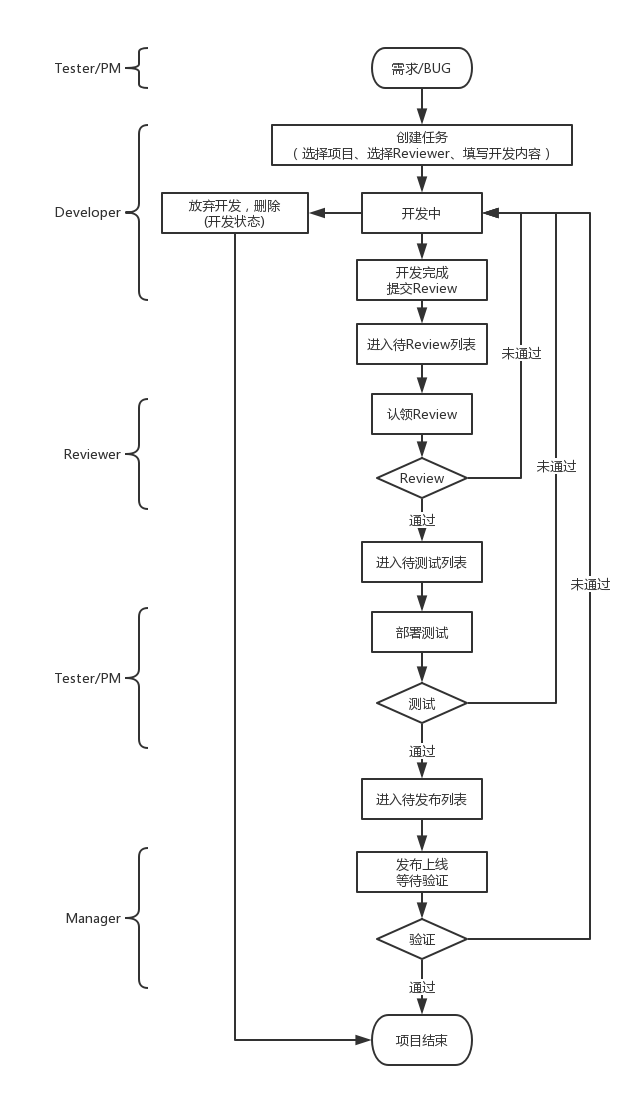 Tester/PM
需求/BUG
创建任务
（选择项目、选择Reviewer、填写开发内容）
Developer
放弃开发，删除
(开发状态)
开发中
开发完成
提交Review
进入待Review列表
未通过
认领Review
Reviewer
未通过
Review
通过
进入待测试列表
未通过
部署测试
Tester/PM
测试
通过
进入待发布列表
发布上线
等待验证
Manager
验证
通过
项目结束